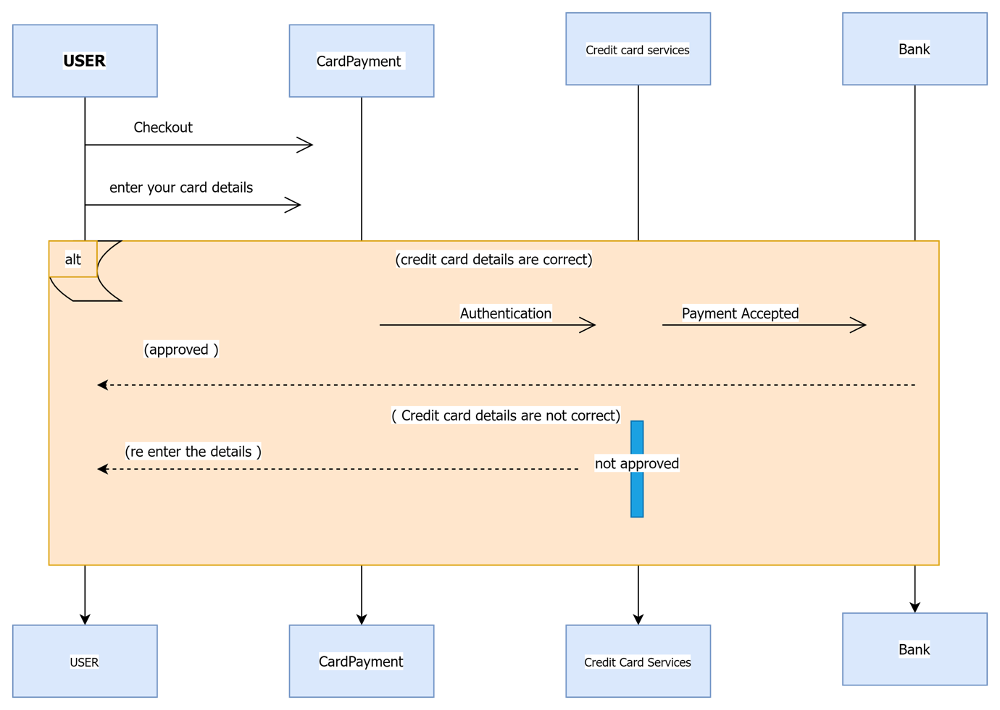 USER
CardPayment
Credit card services
Bank
Checkout
enter your card details
alt
(credit card details are correct)
Authentication
Payment Accepted
(approved )
( Credit card details are not correct)
(re enter the details )
not approved
USER
CardPayment
Credit Card Services
Bank